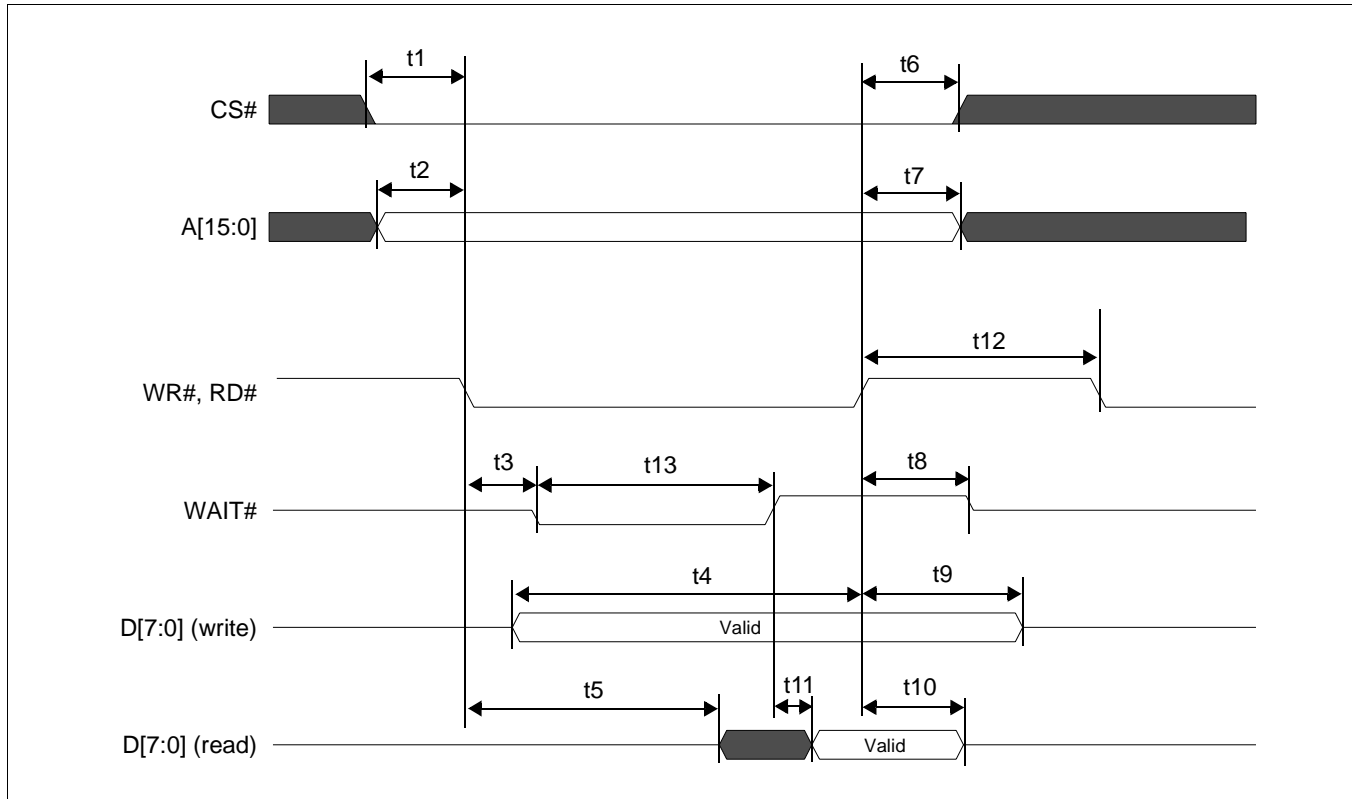 t1
t6
CS#
t2
t7
A[15:0]
t12
WR#, RD#
t3
t13
t8
WAIT#
t4
t9
D[7:0] (write)
Valid
t5
t11
t10
D[7:0] (read)
Valid